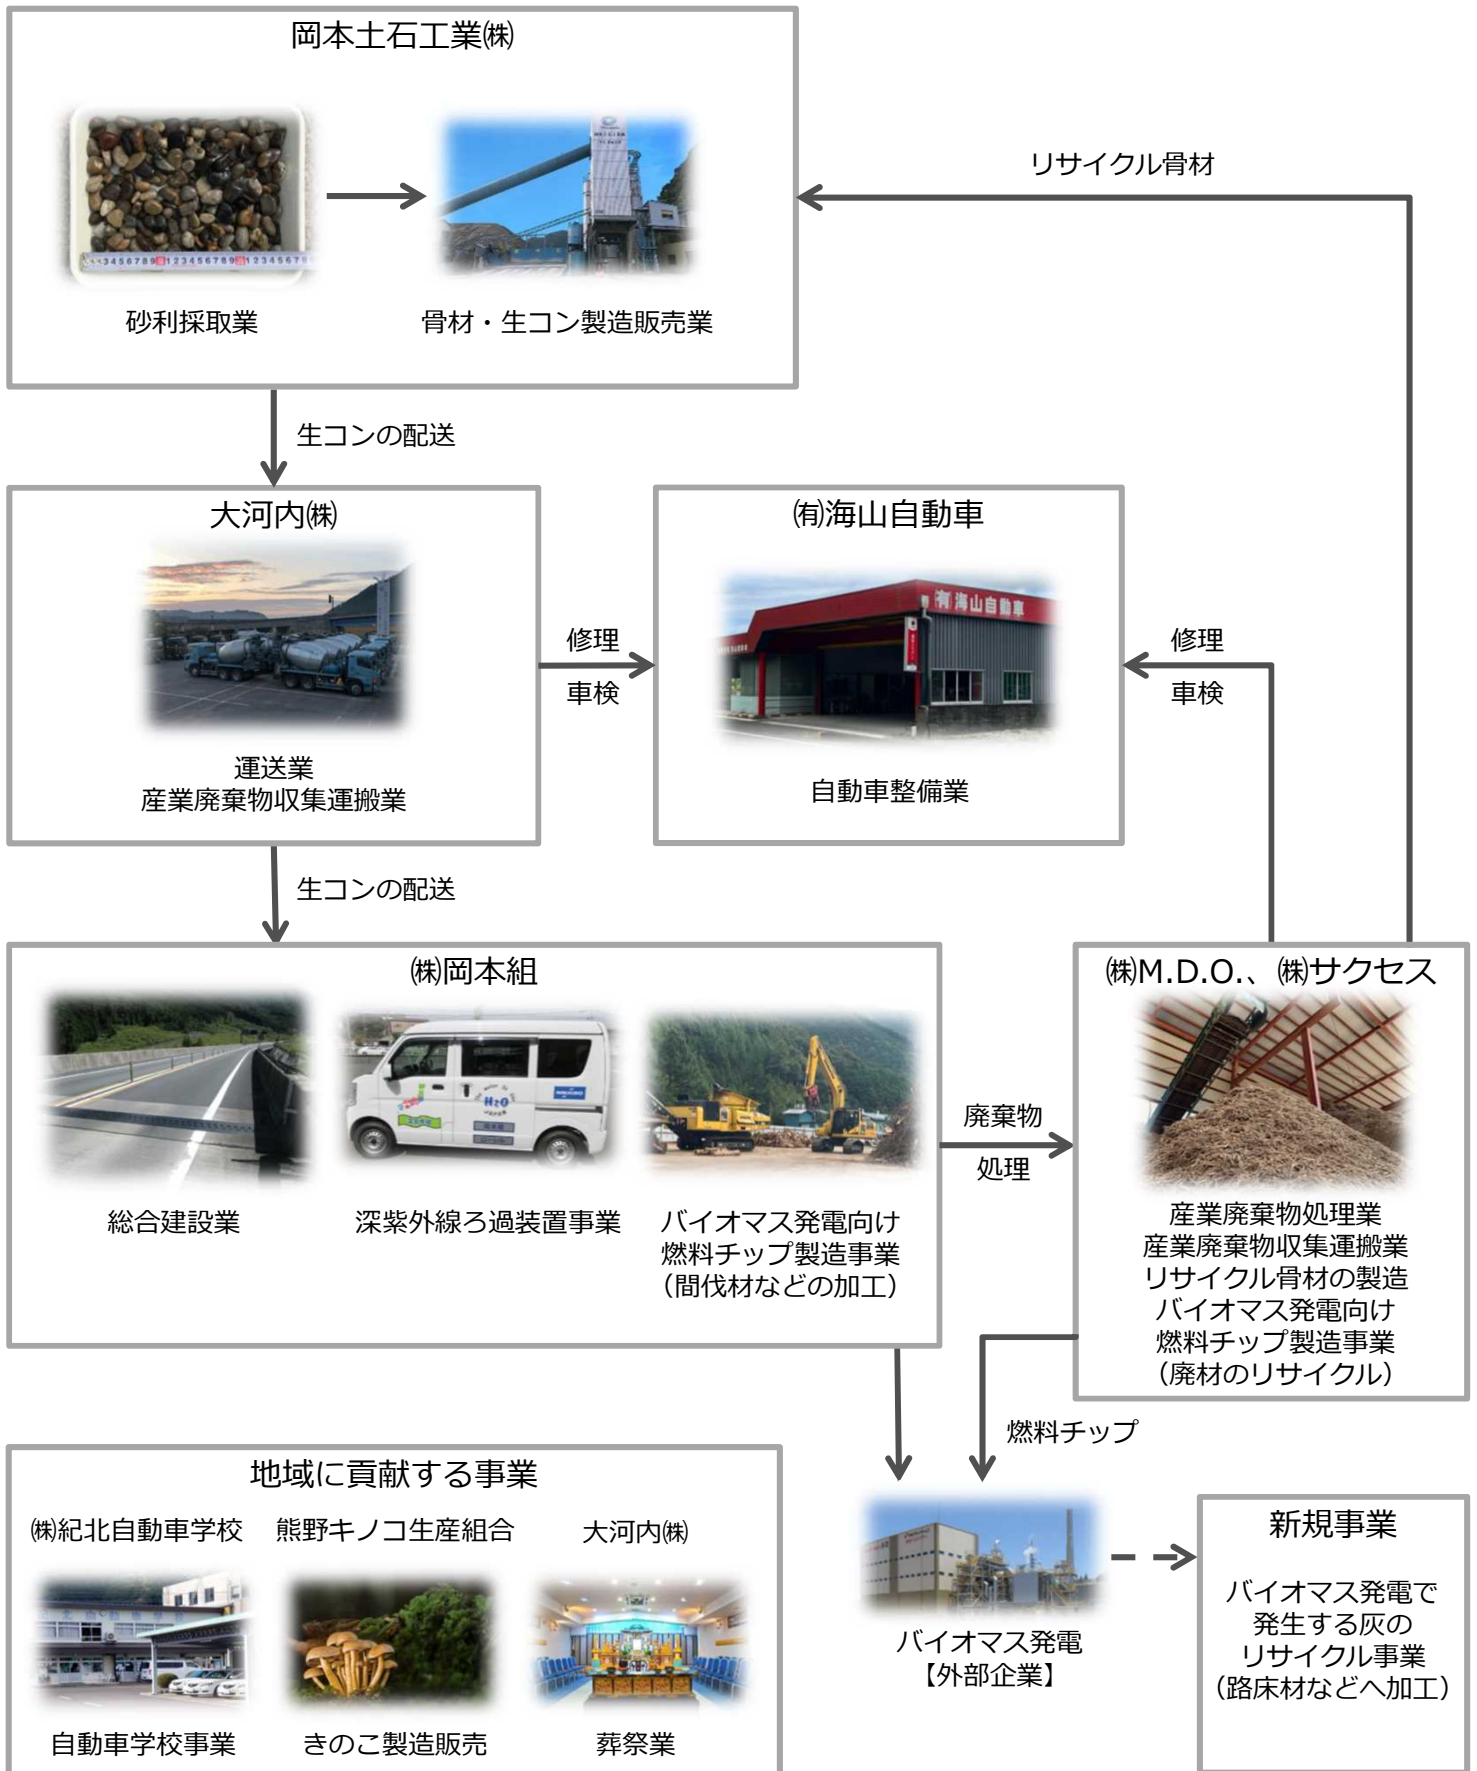 岡本土石工業㈱
砂利採取業
骨材・生コン製造販売業
リサイクル骨材
生コンの配送
大河内㈱
運送業
産業廃棄物収集運搬業
修理
車検
㈲海山自動車
㈲海山自動車
自動車整備業
修理
車検
生コンの配送
㈱岡本組
総合建設業
H2O
深紫外線ろ過装置事業
バイオマス発電向け
燃料チップ製造事業
（間伐材などの加工）
廃棄物
処理
㈱M.D.O.、㈱サクセス
産業廃棄物処理業
産業廃棄物収集運搬業
リサイクル骨材の製造
バイオマス発電向け
燃料チップ製造事業
（廃材のリサイクル）
燃料チップ
地域に貢献する事業
㈱紀北自動車学校
自動車学校事業
熊野キノコ生産組合
きのこ製造販売
大河内㈱
葬祭業
バイオマス発電
【外部企業】
新規事業
バイオマス発電で
発生する灰の
リサイクル事業
（路床材などへ加工）